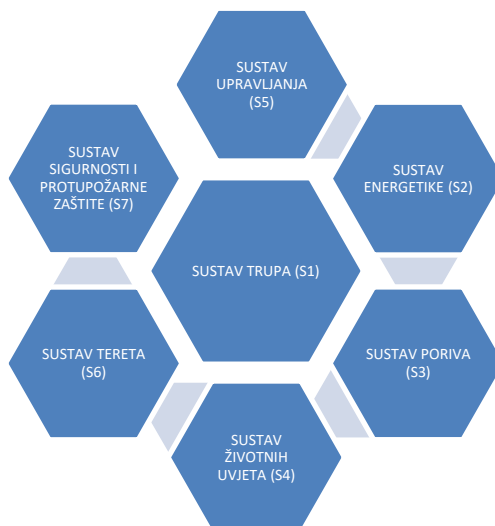 SUSTAV
UPRAVLJANJA
(S5)
SUSTAV
SIGURNOSTI I
PROTUPOŽARNE
ZAŠTITE (S7)
SUSTAV
ENERGETIKE (S2)
SUSTAV TRUPA (S1)
SUSTAV TERETA
(S6)
SUSTAV PORIVA
(S3)
SUSTAV
ŽIVOTNIH
UVJETA (S4)